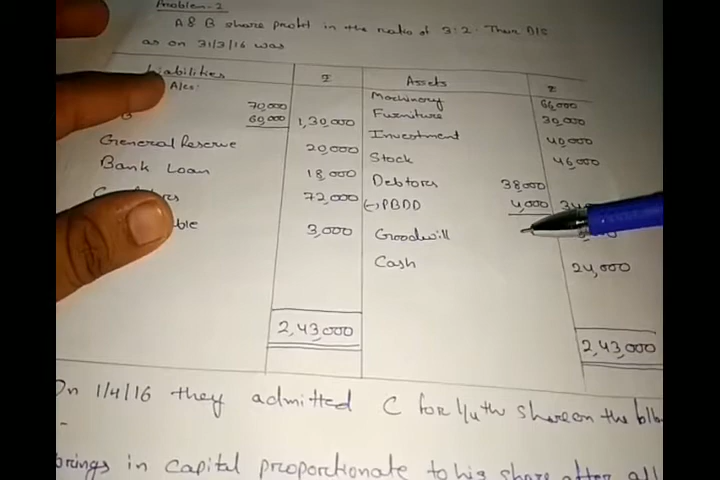 Problem-2
A & B share profit in the ratio of 3:2. Their B/S
as on 31/3/16 was
Liabilities ₹ Assets ₹
A/cs: Machinery 66,000
B 70,000 Furniture 30,000
60,000 1,30,000 Investment 40,000
General Reserve 20,000 Stock 46,000
Bank Loan 18,000 Debtors 38,000
72,000 (-) PBDD 4,000
3,000 Goodwill
Cash 24,000
2,43,000 2,43,000
On 1/4/16 they admitted C for 1/4th share on the
brings in capital proportionate to his share after